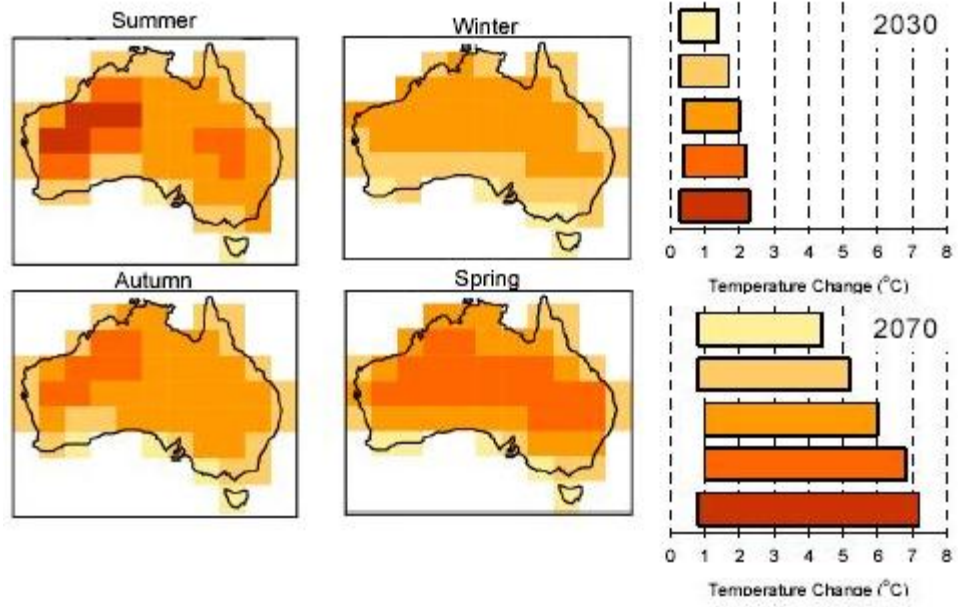 Summer
Winter
2030
0 1 2 3 4 5 6 7 8
Temperature Change (°C)
Autumn
Spring
2070
0 1 2 3 4 5 6 7 8
Temperature Change (°C)